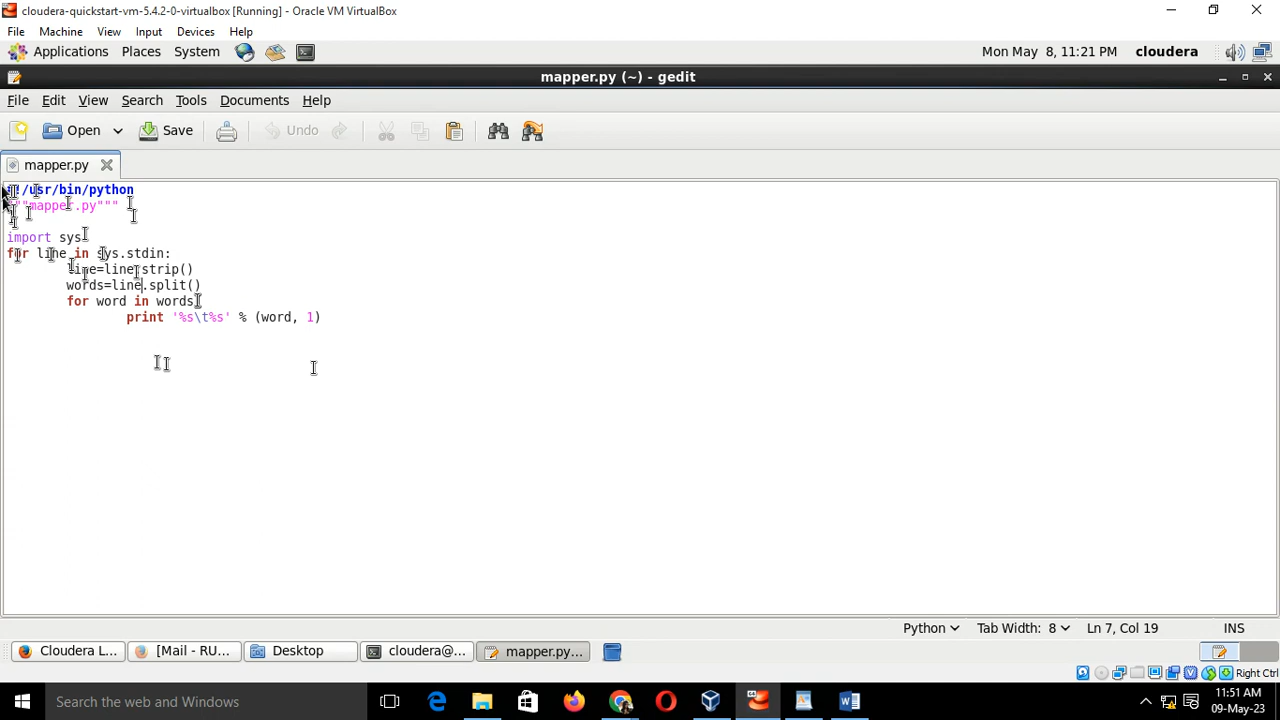 cloudera-quickstart-vm-5.4.2-0-virtualbox [Running] - Oracle VM VirtualBox
File Machine View Input Devices Help
Applications Places System Mon May 8, 11:21 PM cloudera
mapper.py (~) - gedit
File Edit View Search Tools Documents Help
Open Save Undo
mapper.py
#!/usr/bin/python
"""mapper.py"""
import sys
for line in sys.stdin:
line=line.strip()
words=line.split()
for word in words:
print '%s\t%s' % (word, 1)
Python Tab Width: 8 Ln 7, Col 19 INS
Cloudera L... [Mail - RU... Desktop cloudera@... mapper.py...
Right Ctrl
Search the web and Windows
11:51 AM
09-May-23